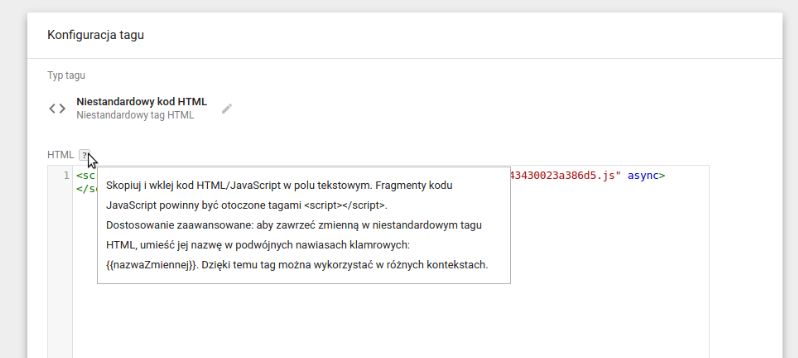 Konfiguracja tagu
Typ tagu
<> Niestandardowy kod HTML
Niestandardowy tag HTML
HTML ?
1 <sc 43430023a386d5.js" async>
</s
Skopiuj i wklej kod HTML/JavaScript w polu tekstowym. Fragmenty kodu
JavaScript powinny być otoczone tagami <script></script>.
Dostosowanie zaawansowane: aby zawrzeć zmienną w niestandardowym tagu
HTML, umieść jej nazwę w podwójnych nawiasach klamrowych:
{{nazwaZmiennej}}. Dzięki temu tag można wykorzystać w różnych kontekstach.